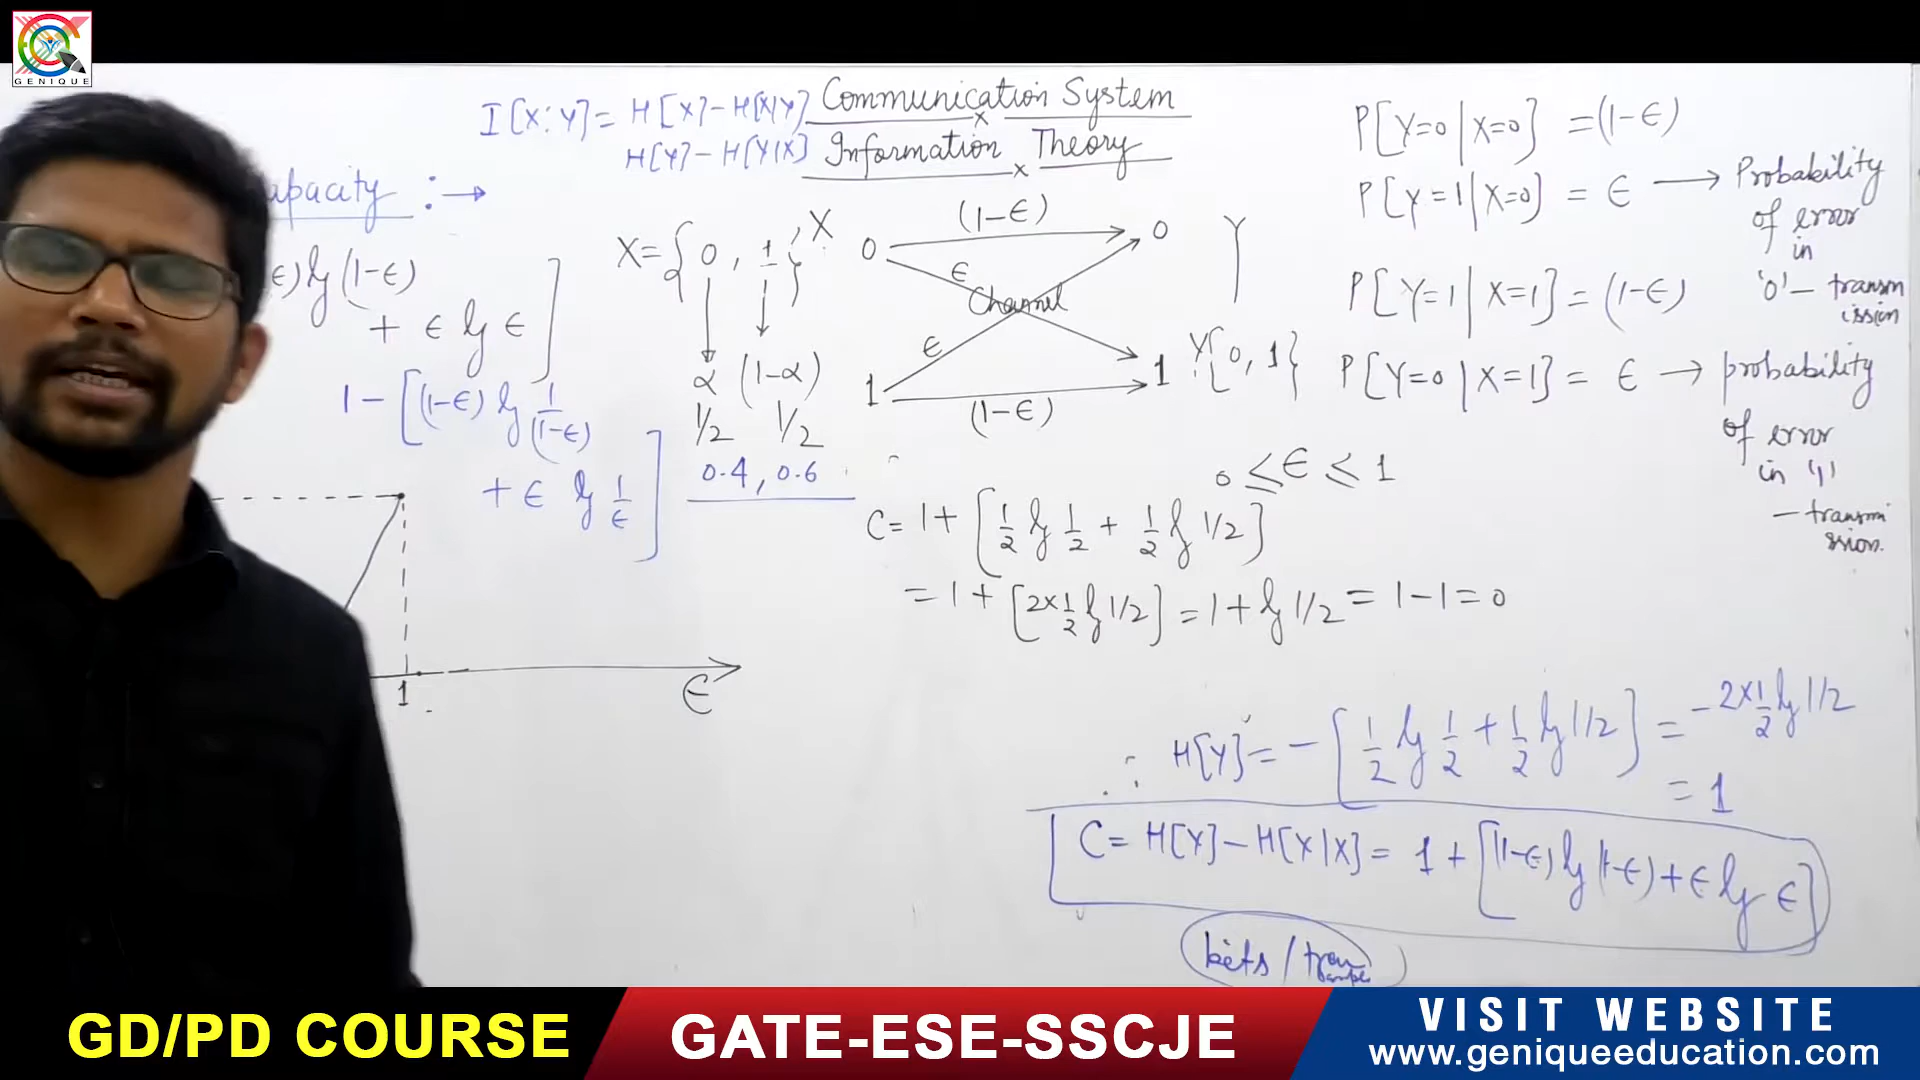 GENIQUE
I[X:Y] = H[X] - H[X|Y]
H[Y] - H[Y|X]
Communication System
Information Theory
apacity :→
ϵ) lg (1-ϵ)
+ ϵ lg ϵ ]
1 - [(1-ϵ) lg 1/(1-ϵ)
+ ϵ lg 1/ϵ ]
X = { 0 , 1 }
X
α (1-α)
1/2 1/2
0.4, 0.6
0 (1-ϵ) 0
ϵ
Channel
ϵ
1 (1-ϵ) 1
Y
Y{0, 1}
P[Y=0 | X=0] = (1-ϵ)
P[Y=1 | X=0] = ϵ → Probability
of error
in
'0' - transm
ission
P[Y=1 | X=1] = (1-ϵ)
P[Y=0 | X=1] = ϵ → probability
of error
in '1'
- transmi
ssion.
0 ≤ ϵ ≤ 1
C = 1 + [1/2 lg 1/2 + 1/2 lg 1/2]
= 1 + [2×1/2 lg 1/2] = 1 + lg 1/2 = 1 - 1 = 0
1
ϵ
∴ H[Y] = - [1/2 lg 1/2 + 1/2 lg 1/2] = -2×1/2 lg 1/2
= 1
C = H[Y] - H[Y|X] = 1 + [(1-ϵ) lg (1-ϵ) + ϵ lg ϵ]
GD/PD COURSE
GATE-ESE-SSCJE
VISIT WEBSITE
www.geniqueeducation.com